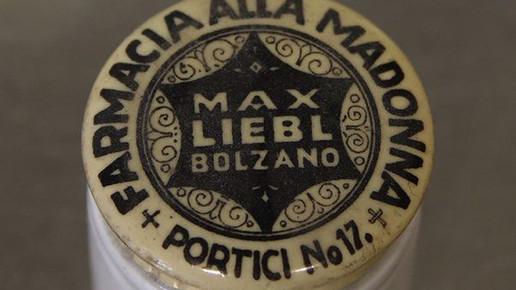 FARMACIA ALLA MADONNA
MAX
LIEBL
BOLZANO
PORTICI No 17.